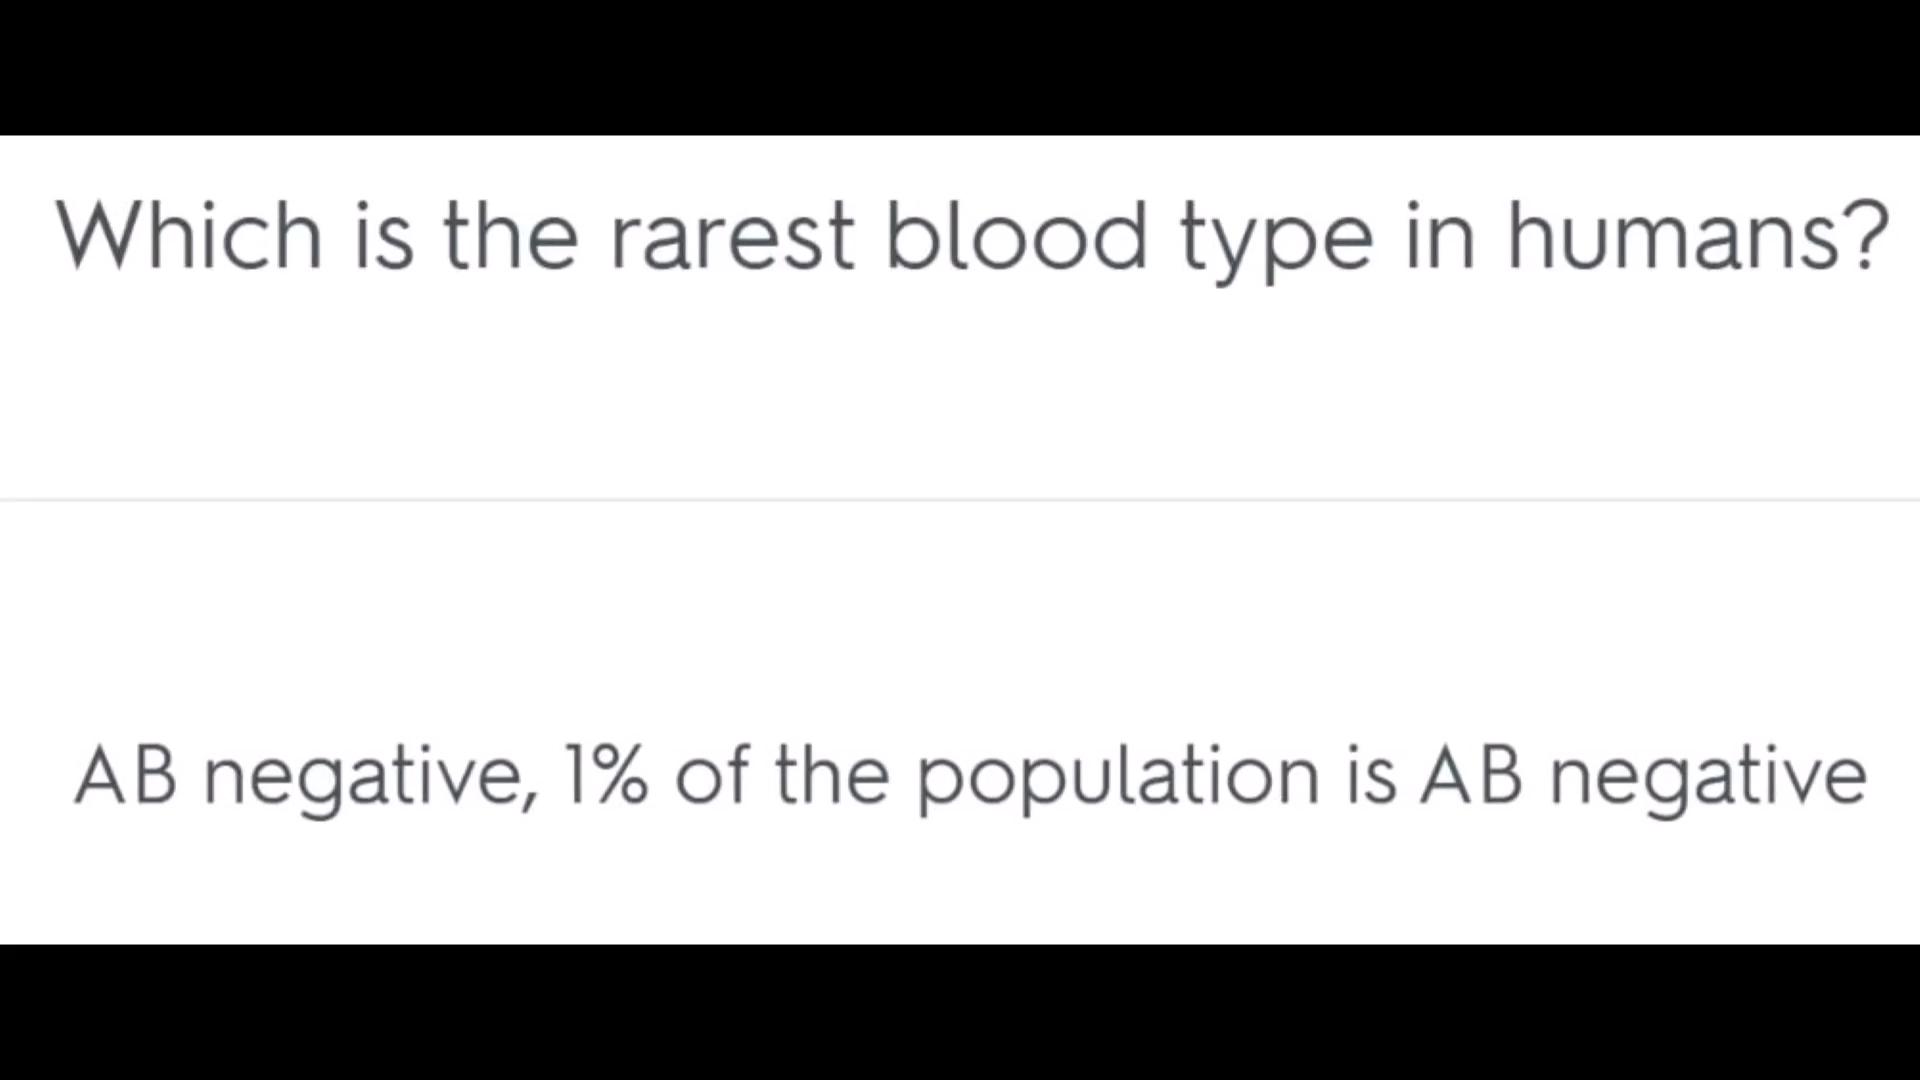 Which is the rarest blood type in humans?
AB negative, 1% of the population is AB negative